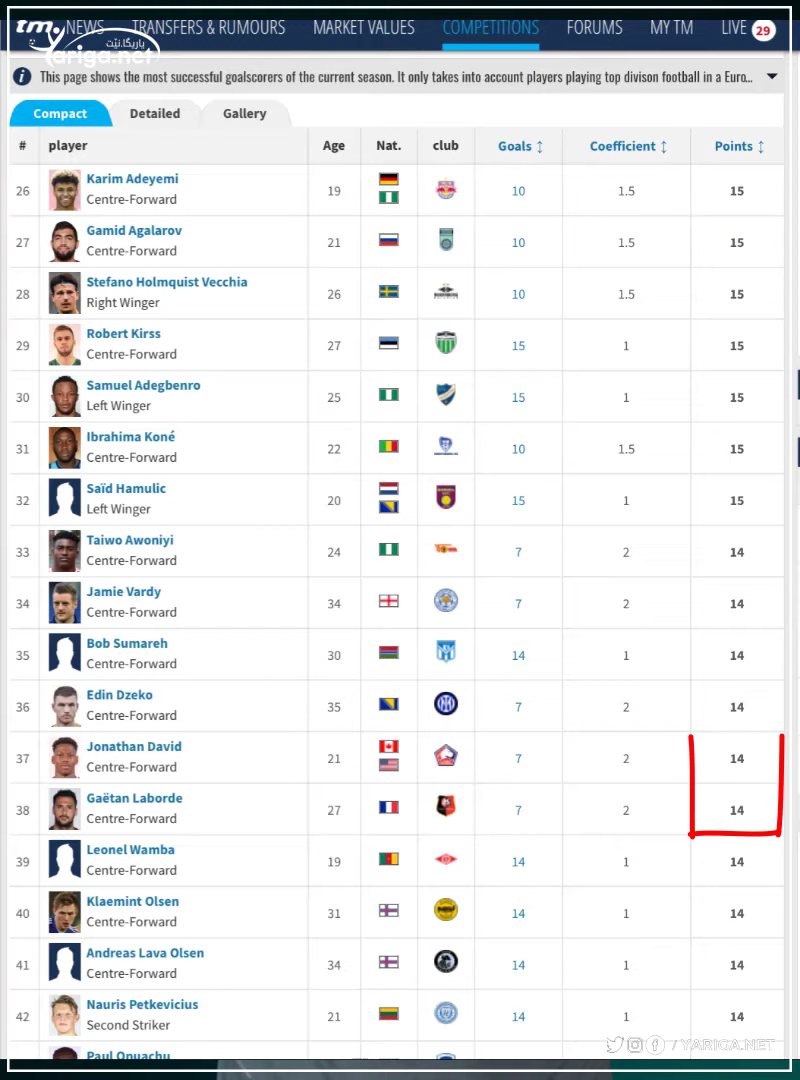 tm. NEWS TRANSFERS & RUMOURS MARKET VALUES COMPETITIONS FORUMS MY TM LIVE 29
یاریگا.نێت
Yariga.net
i This page shows the most successful goalscorers of the current season. It only takes into account players playing top divison football in a Euro...
Compact Detailed Gallery
# player Age Nat. club Goals Coefficient Points
26 Karim Adeyemi 19 10 1.5 15
Centre-Forward
27 Gamid Agalarov 21 10 1.5 15
Centre-Forward
28 Stefano Holmquist Vecchia 26 10 1.5 15
Right Winger
29 Robert Kirss 27 15 1 15
Centre-Forward
30 Samuel Adegbenro 25 15 1 15
Left Winger
31 Ibrahima Koné 22 10 1.5 15
Centre-Forward
32 Saïd Hamulic 20 15 1 15
Left Winger
33 Taiwo Awoniyi 24 7 2 14
Centre-Forward
34 Jamie Vardy 34 7 2 14
Centre-Forward
35 Bob Sumareh 30 14 1 14
Centre-Forward
36 Edin Dzeko 35 7 2 14
Centre-Forward
37 Jonathan David 21 7 2 14
Centre-Forward
38 Gaëtan Laborde 27 7 2 14
Centre-Forward
39 Leonel Wamba 19 14 1 14
Centre-Forward
40 Klaemint Olsen 31 14 1 14
Centre-Forward
41 Andreas Lava Olsen 34 14 1 14
Centre-Forward
42 Nauris Petkevicius 21 14 1 14
Second Striker
/ YARIGA.NET
Paul Onuachu